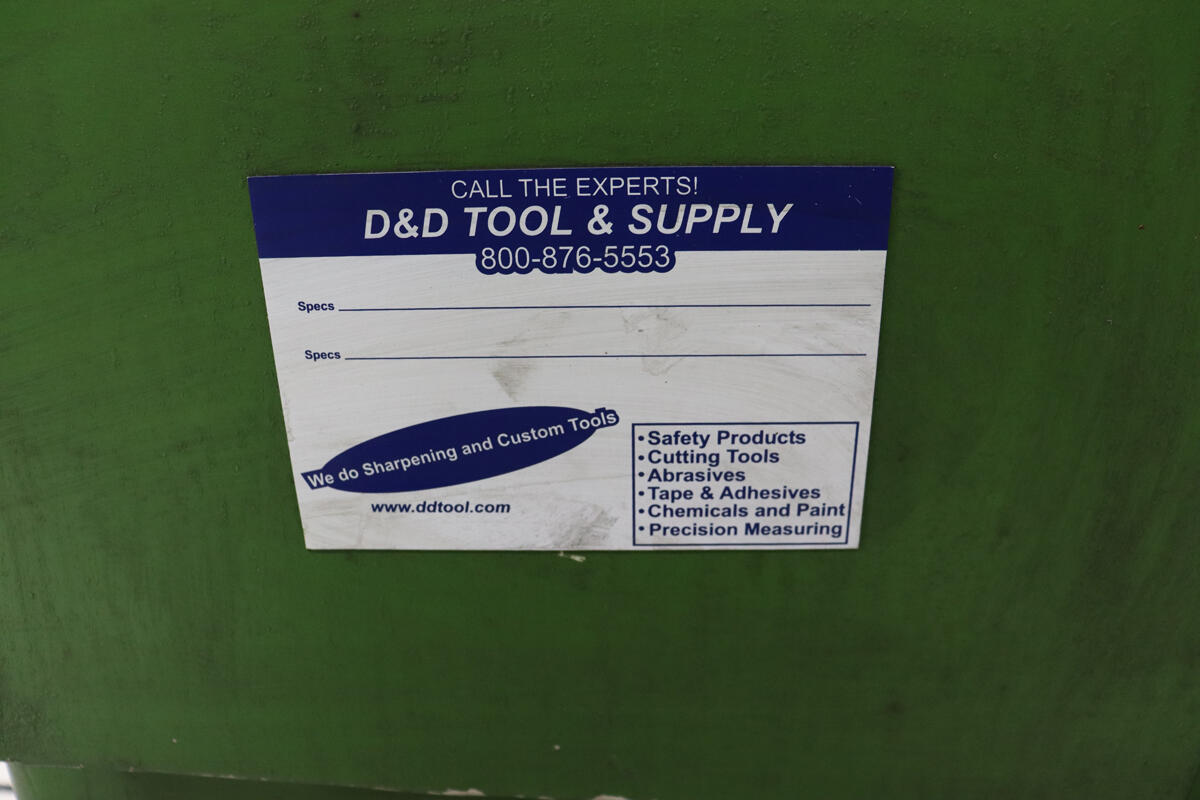 CALL THE EXPERTS!
D&D TOOL & SUPPLY
800-876-5553
Specs
Specs
We do Sharpening and Custom Tools
www.ddtool.com
•Safety Products
•Cutting Tools
•Abrasives
•Tape & Adhesives
•Chemicals and Paint
•Precision Measuring